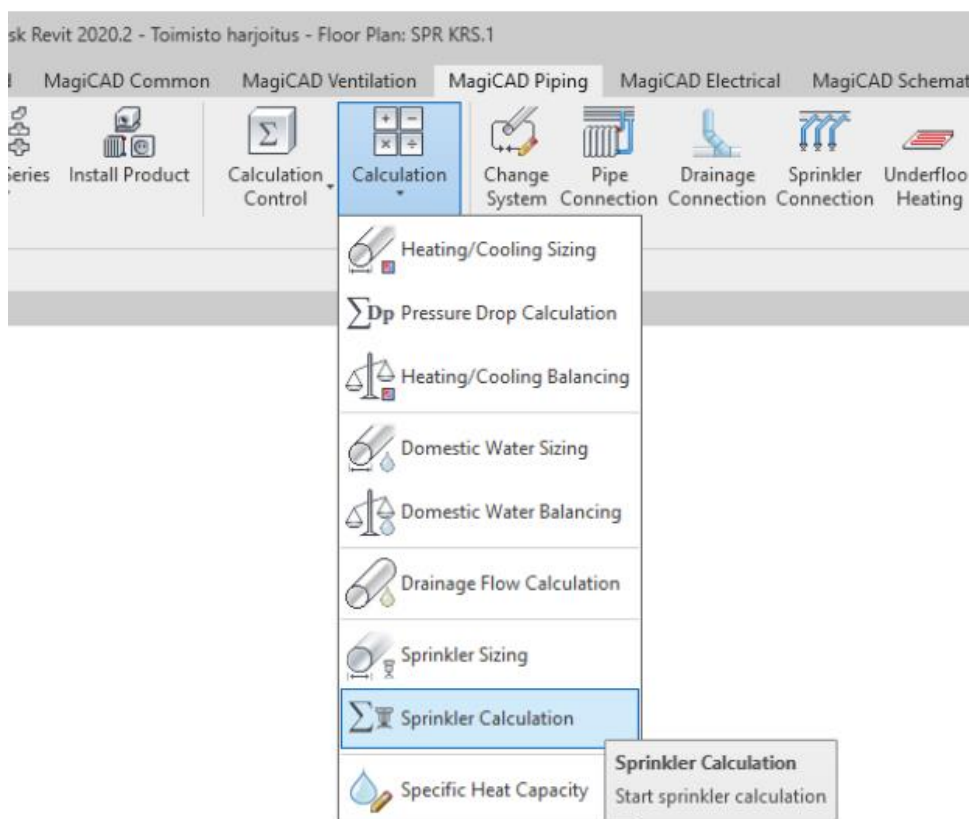 sk Revit 2020.2 - Toimisto harjoitus - Floor Plan: SPR KRS.1
MagiCAD Common MagiCAD Ventilation MagiCAD Piping MagiCAD Electrical MagiCAD Schemat
Series Install Product Calculation Control Calculation Change System Pipe Connection Drainage Connection Sprinkler Connection Underfloo Heating
Heating/Cooling Sizing
∑Dp Pressure Drop Calculation
Heating/Cooling Balancing
Domestic Water Sizing
Domestic Water Balancing
Drainage Flow Calculation
Sprinkler Sizing
Sprinkler Calculation
Sprinkler Calculation
Start sprinkler calculation
Specific Heat Capacity